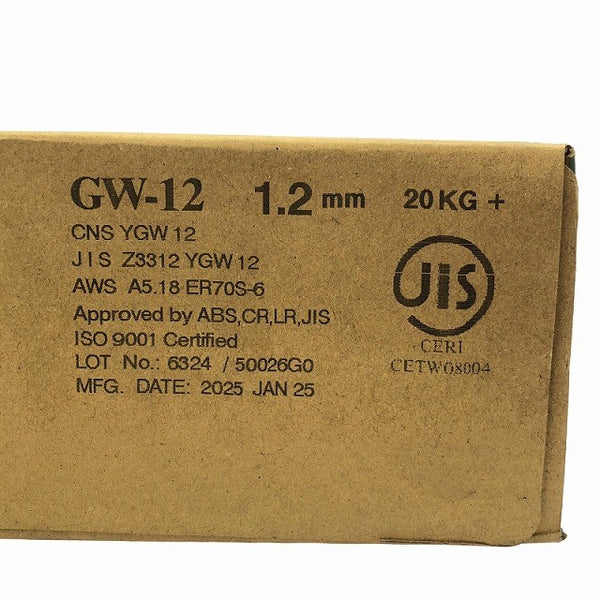 GW-12 1.2 mm 20 KG +
CNS YGW 12
JIS Z3312 YGW 12
AWS A5.18 ER70S-6
Approved by ABS,CR,LR,JIS
ISO 9001 Certified
LOT No.: 6324 / 50026G0
MFG. DATE: 2025 JAN 25
JIS
CERI
CETW08004